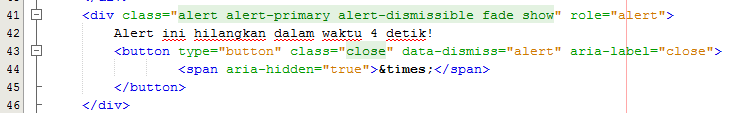 41 <div class="alert alert-primary alert-dismissible fade show" role="alert">
42 Alert ini hilangkan dalam waktu 4 detik!
43 <button type="button" class="close" data-dismiss="alert" aria-label="close">
44 <span aria-hidden="true">&times;</span>
45 </button>
46 </div>